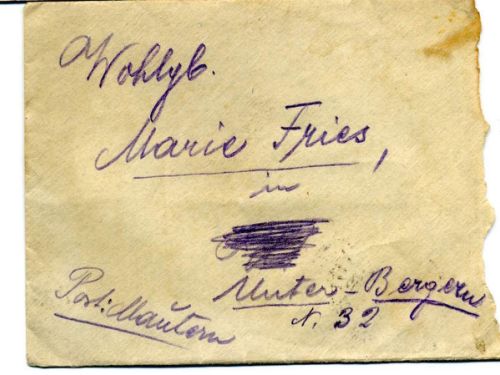 Wohlgb.
Marie Fries,
in
Unter-Bergern
N. 32
Post: Mautern